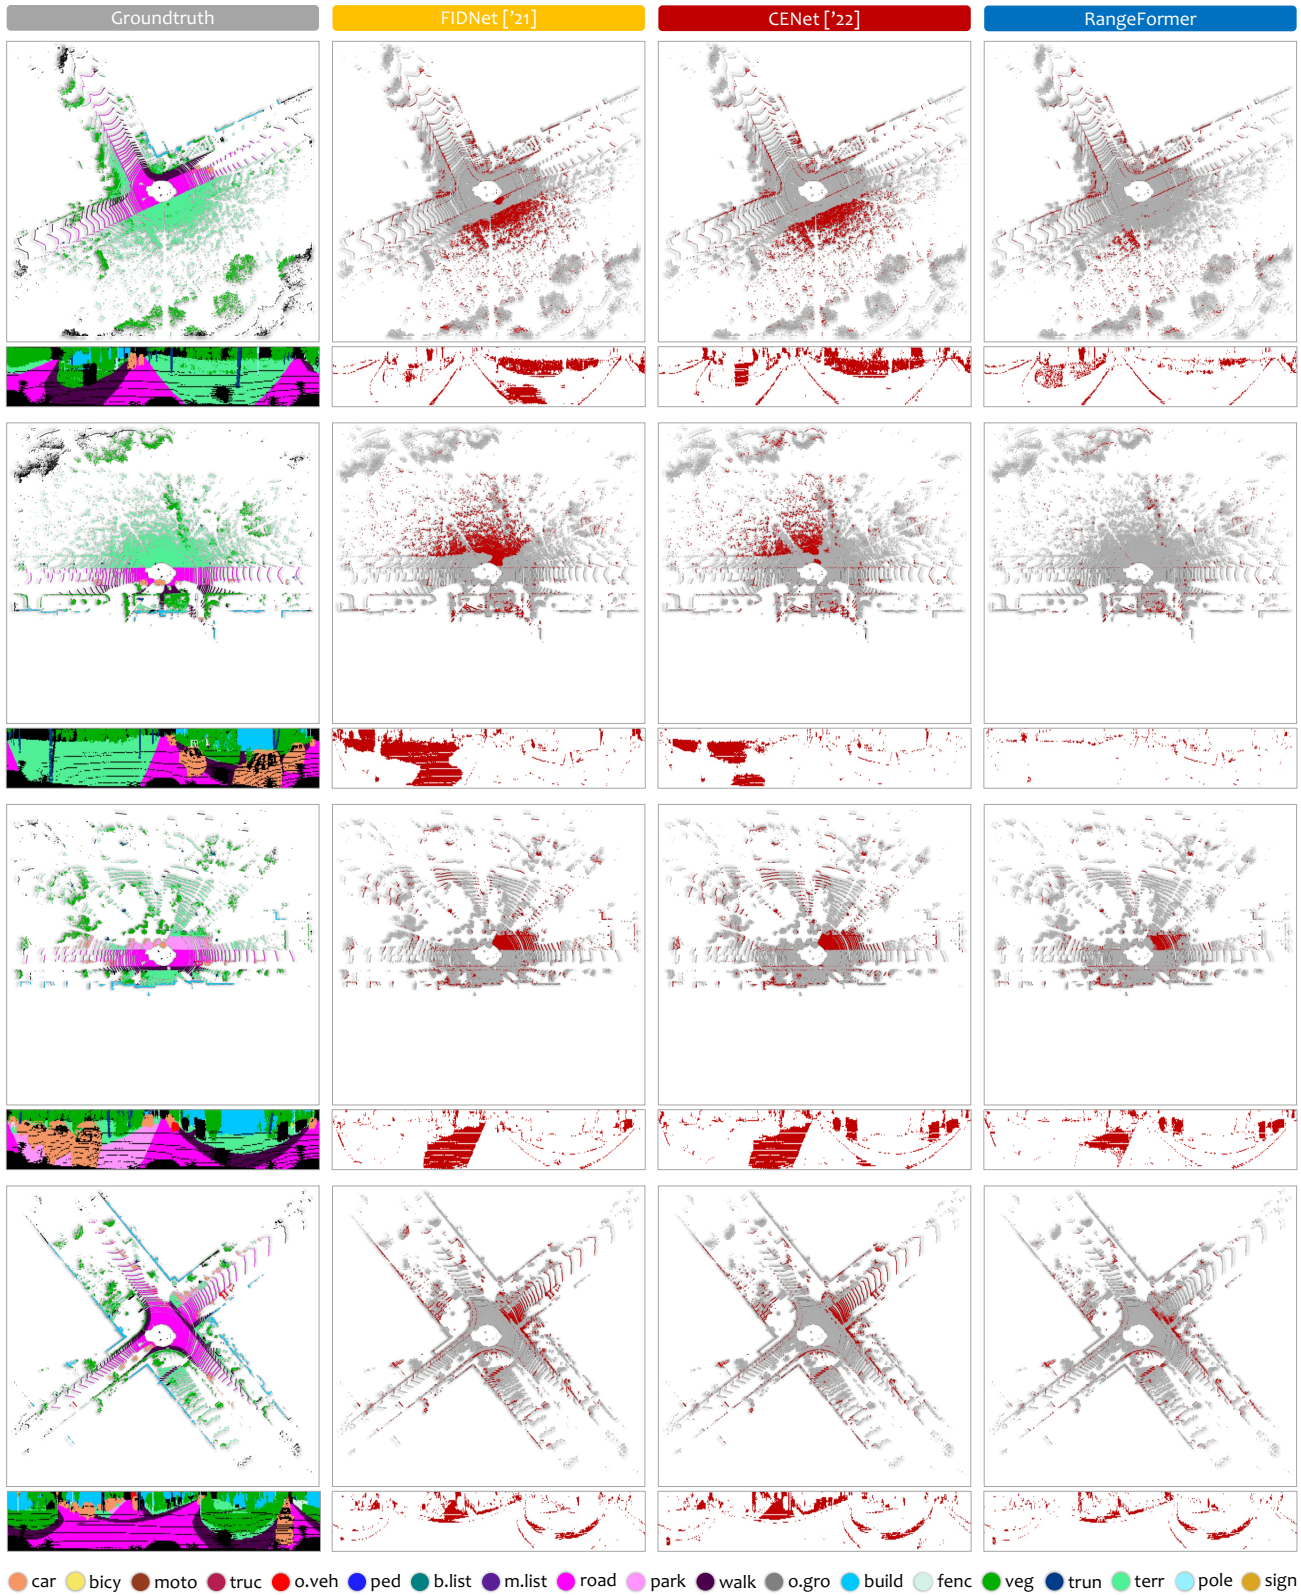 Groundtruth FIDNet ['21] CENet ['22] RangeFormer
car bicy moto truc o.veh ped b.list m.list road park walk o.gro build fenc veg trun terr pole sign